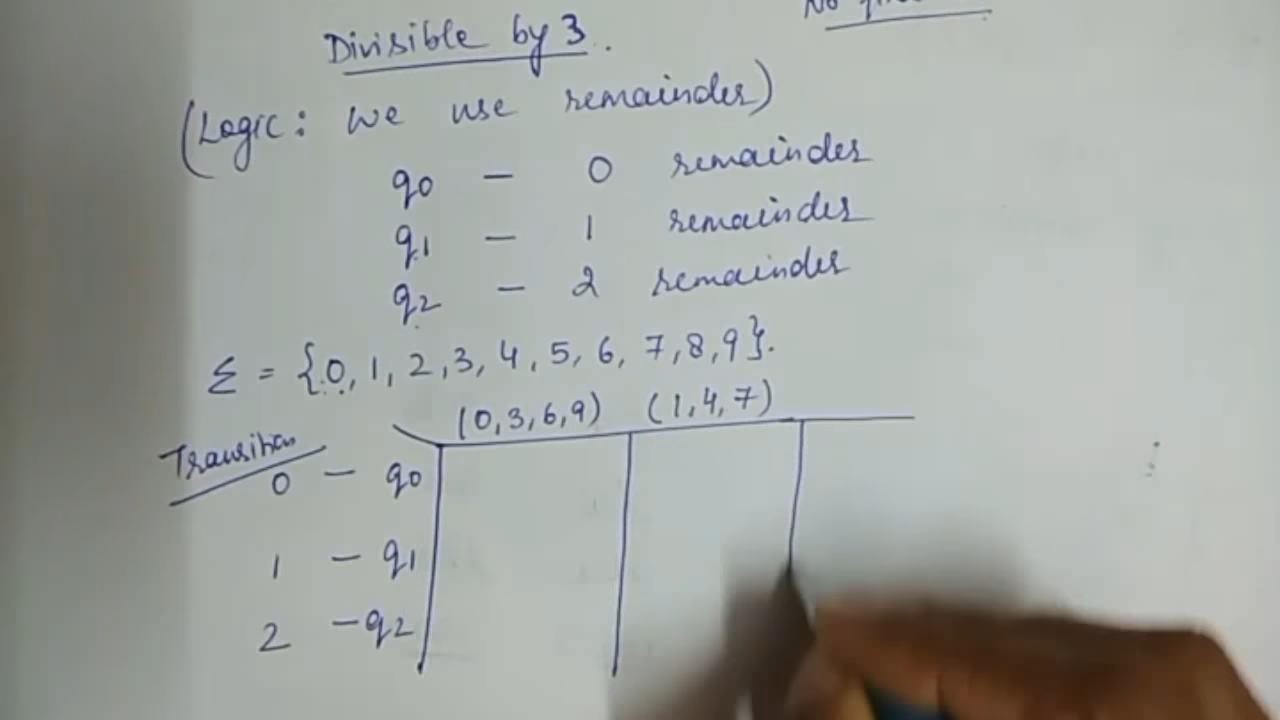 Divisible by 3.
(Logic: we use remainder)
q0 - 0 remainder
q1 - 1 remainder
q2 - 2 remainder
Σ = {0, 1, 2, 3, 4, 5, 6, 7, 8, 9}.
(0,3,6,9) (1,4,7)
Transition
0 - q0
1 - q1
2 - q2